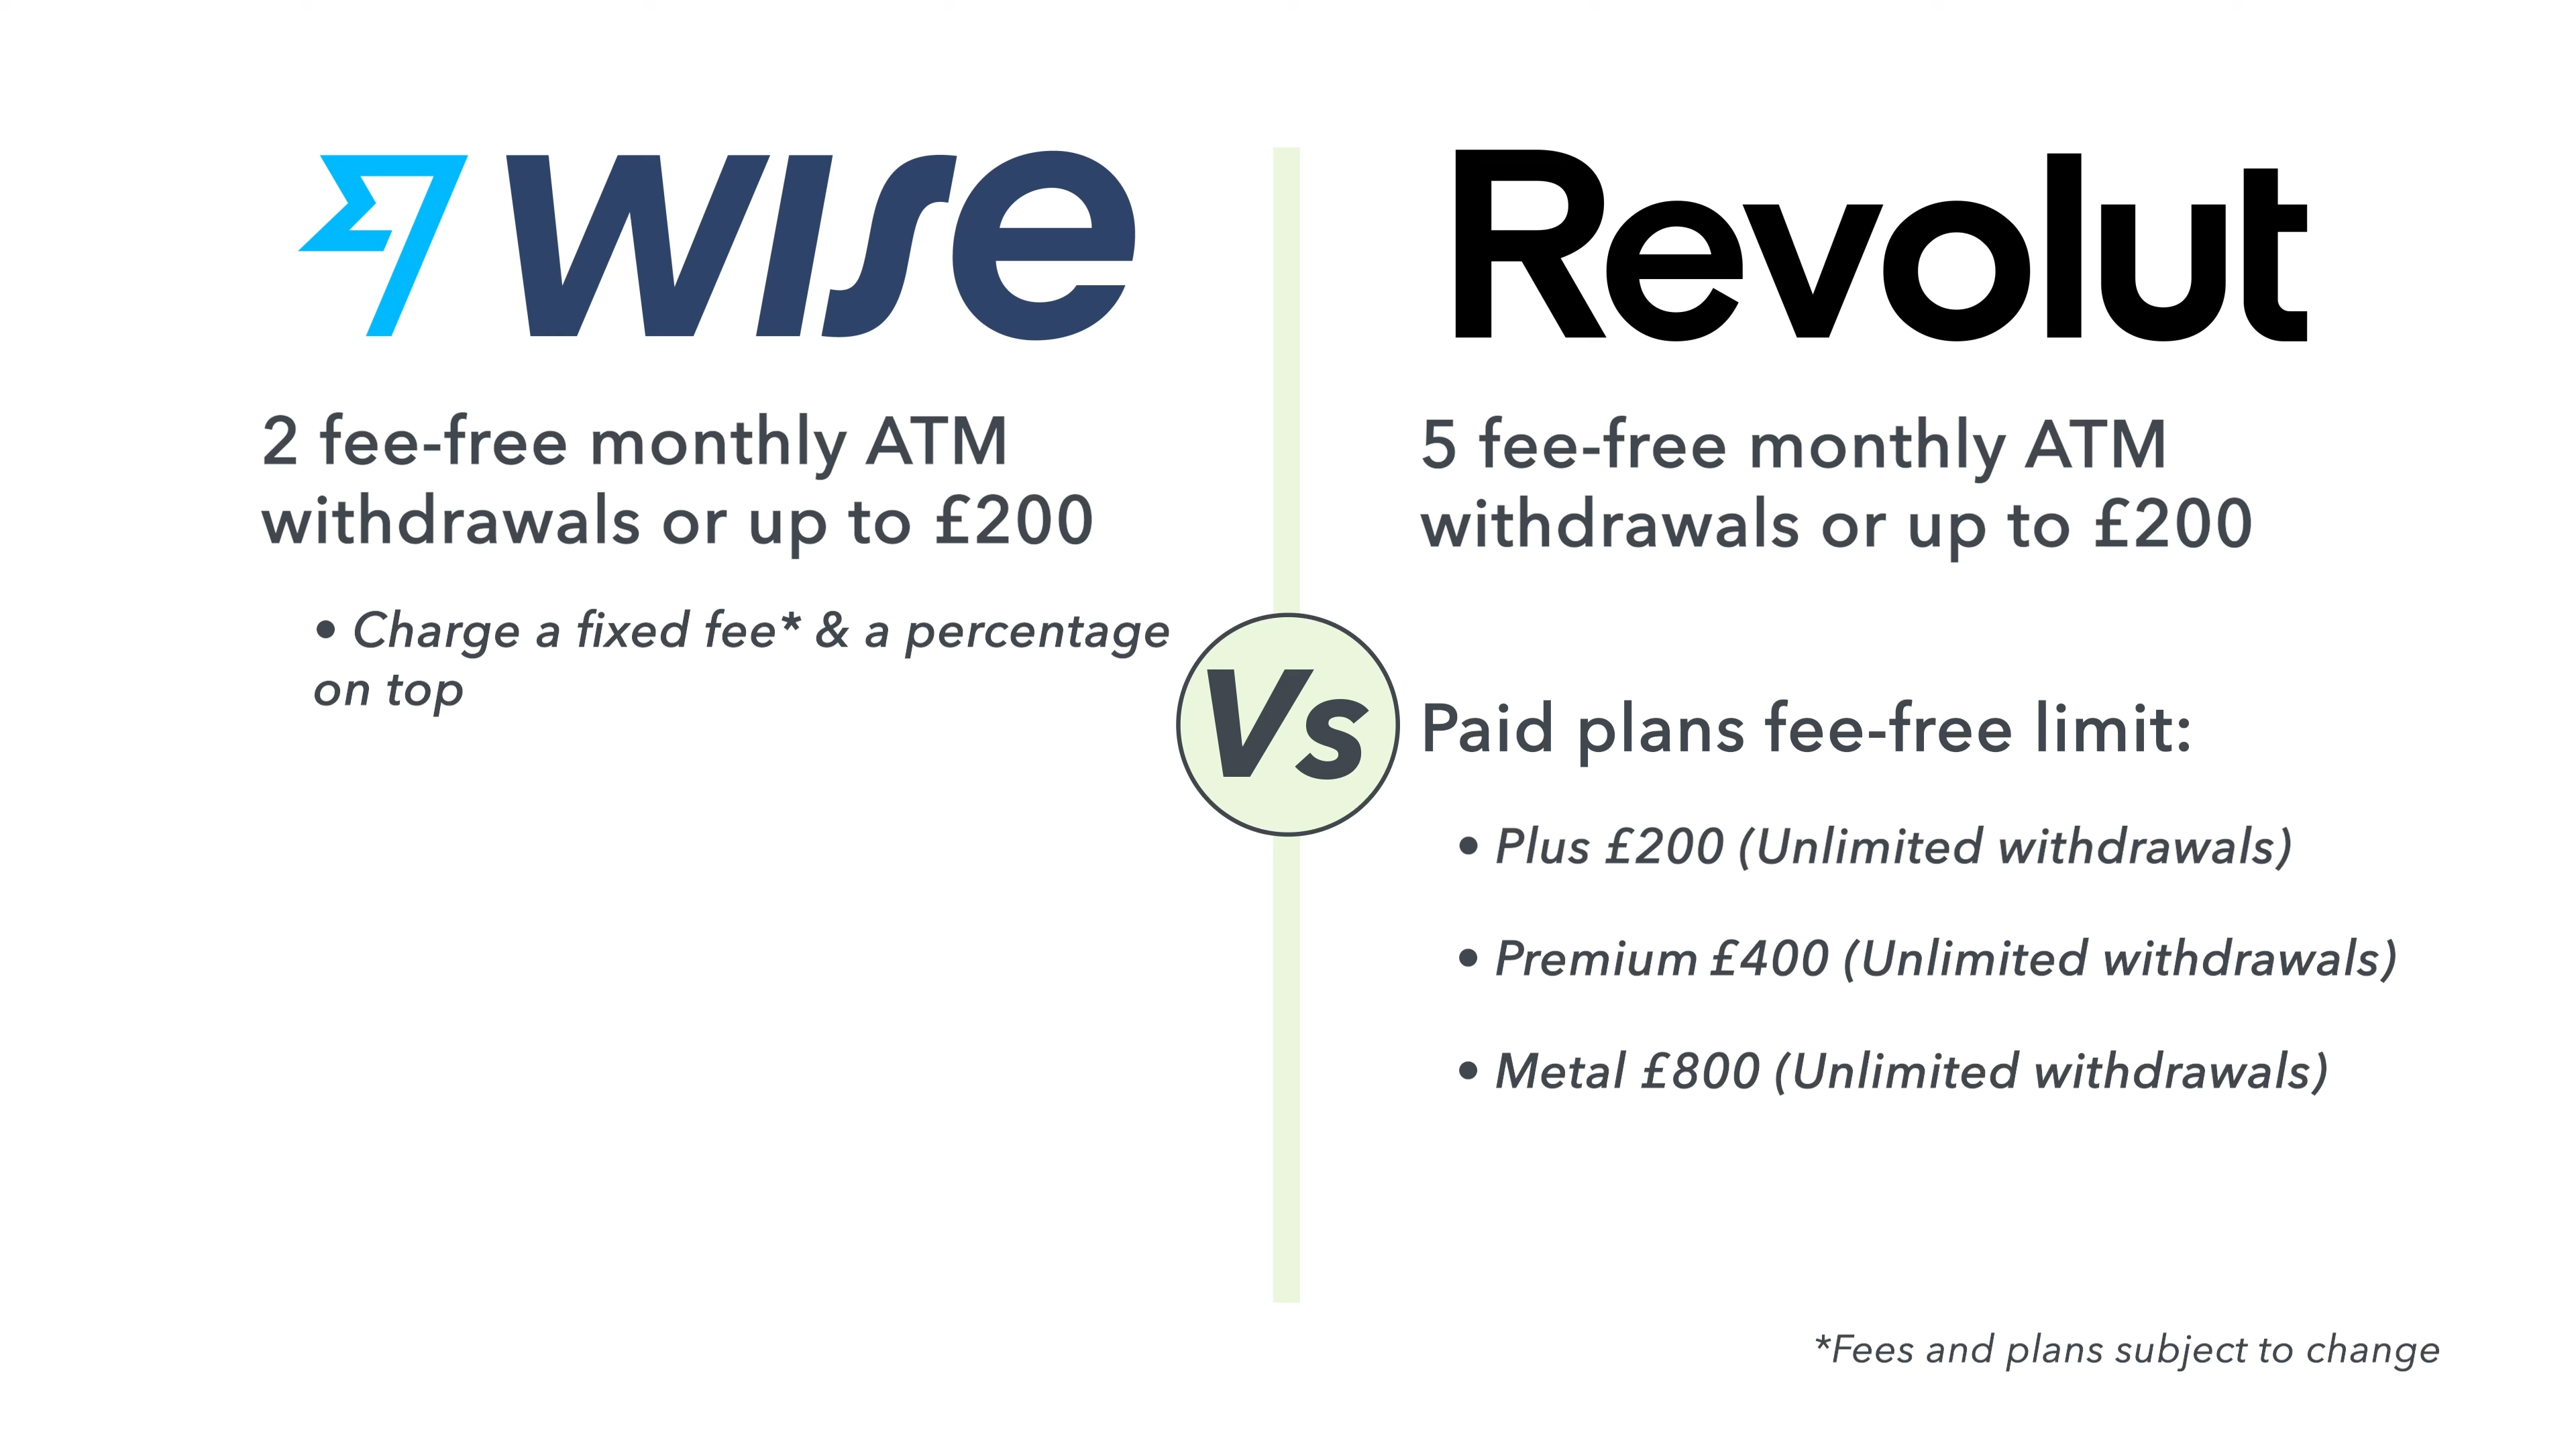 wise
2 fee-free monthly ATM
withdrawals or up to £200
• Charge a fixed fee* & a percentage
on top
Vs
Revolut
5 fee-free monthly ATM
withdrawals or up to £200
Paid plans fee-free limit:
• Plus £200 (Unlimited withdrawals)
• Premium £400 (Unlimited withdrawals)
• Metal £800 (Unlimited withdrawals)
*Fees and plans subject to change